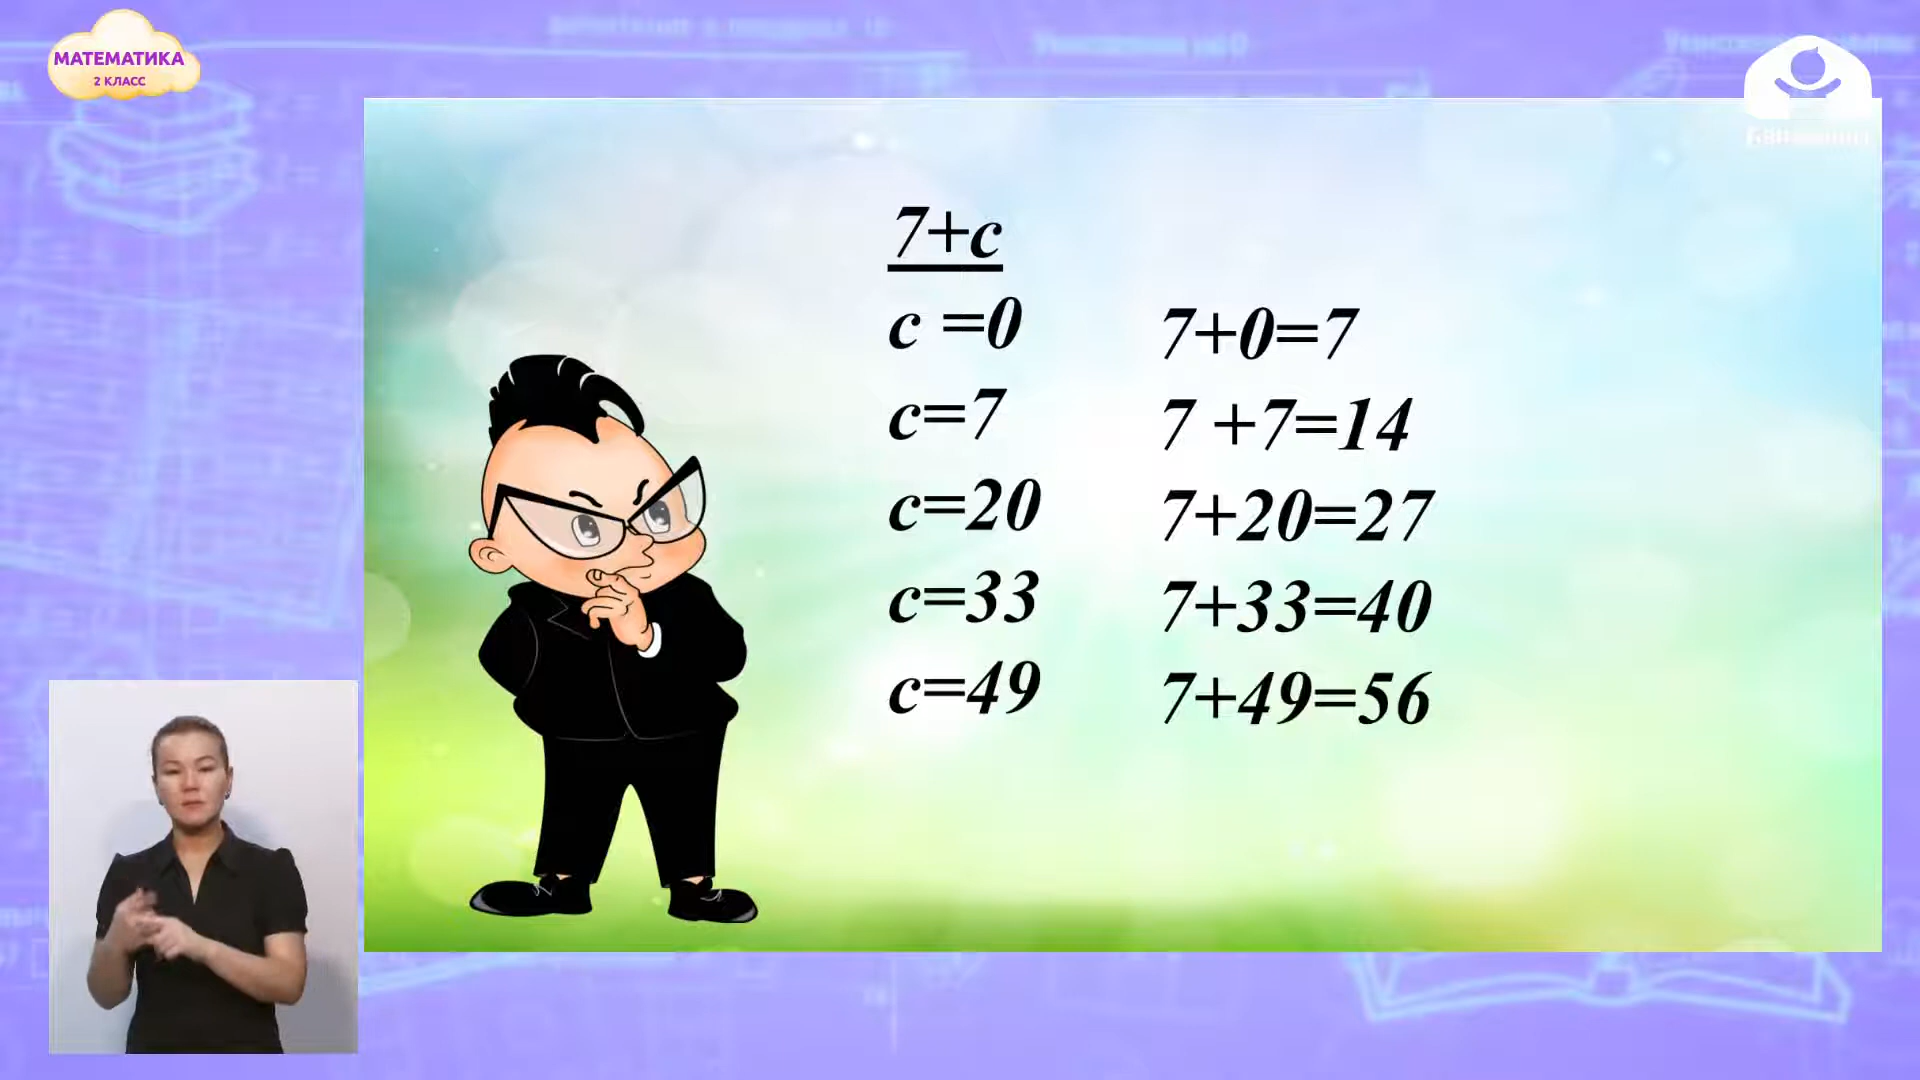 МАТЕМАТИКА
2 КЛАСС
7+c
c =0
c=7
c=20
c=33
c=49
7+0=7
7 +7=14
7+20=27
7+33=40
7+49=56